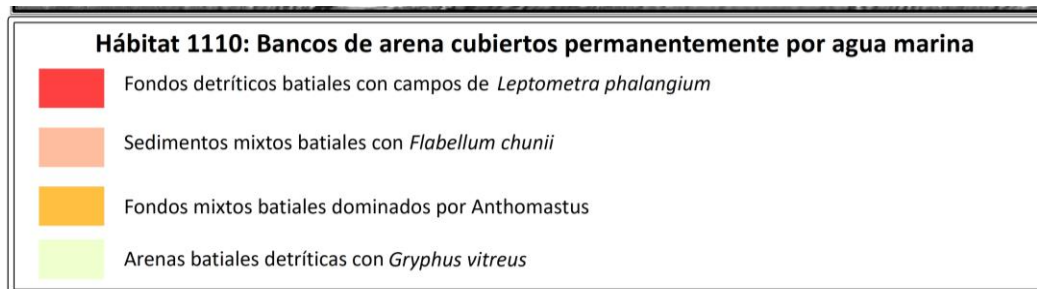 Hábitat 1110: Bancos de arena cubiertos permanentemente por agua marina
Fondos detríticos batiales con campos de Leptometra phalangium
Sedimentos mixtos batiales con Flabellum chunii
Fondos mixtos batiales dominados por Anthomastus
Arenas batiales detríticas con Gryphus vitreus